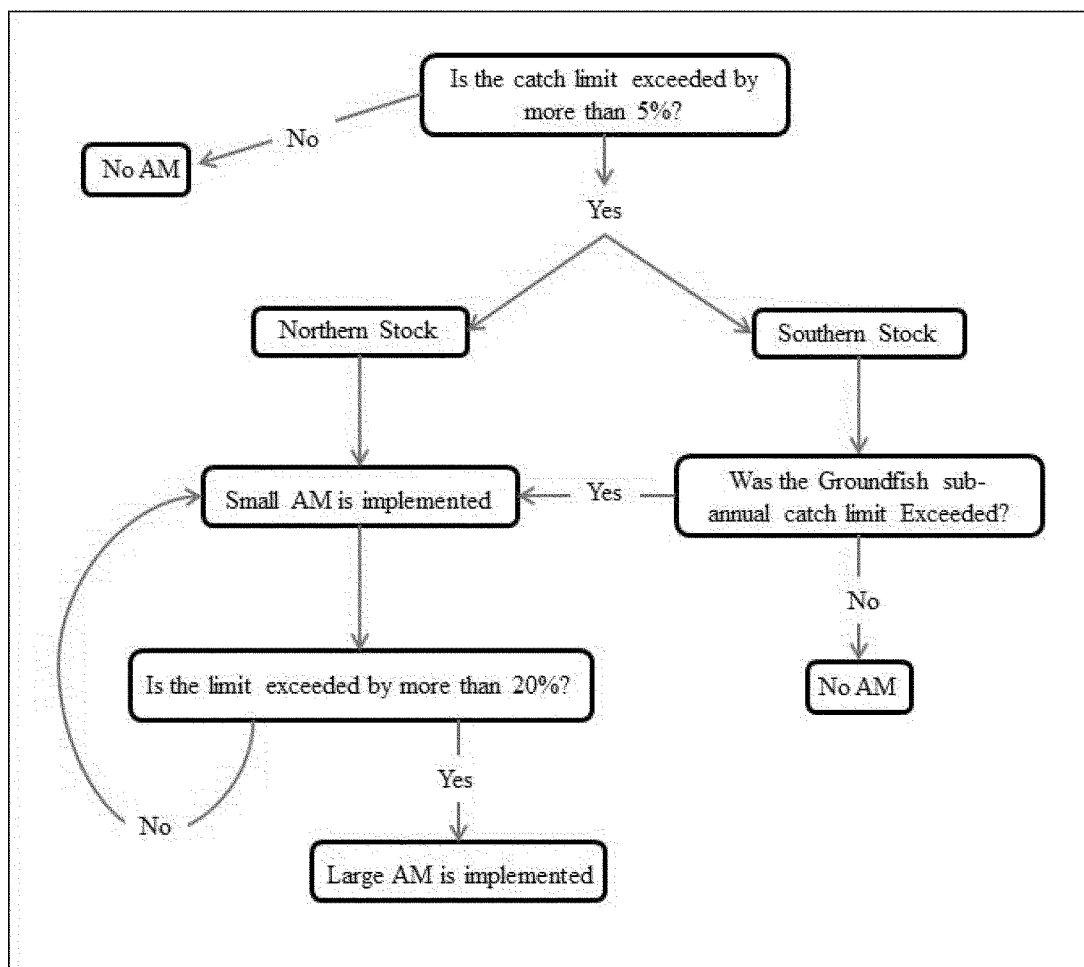 Is the catch limit exceeded by
more than 5%?
No
No AM
Yes
Northern Stock
Southern Stock
Small AM is implemented
Yes
Was the Groundfish sub-
annual catch limit Exceeded?
No
Is the limit exceeded by more than 20%?
No AM
Yes
No
Large AM is implemented